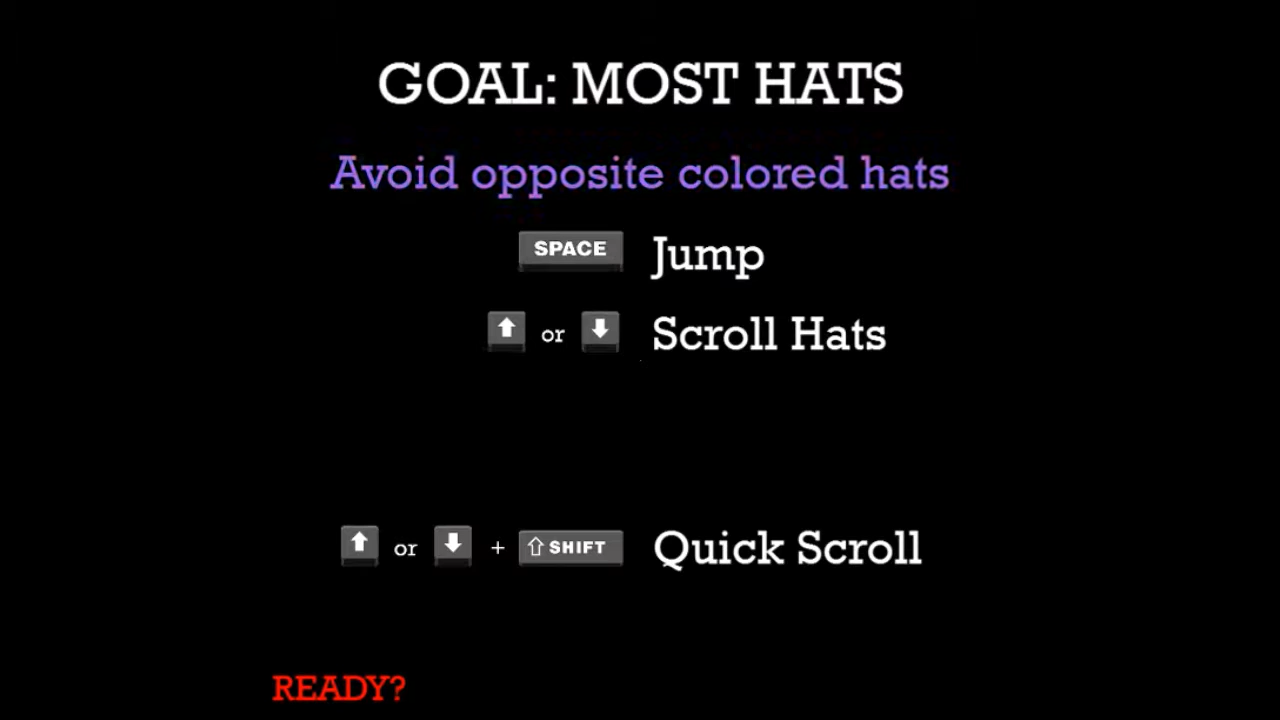 GOAL: MOST HATS
Avoid opposite colored hats
SPACE Jump
or Scroll Hats
or + SHIFT Quick Scroll
READY?